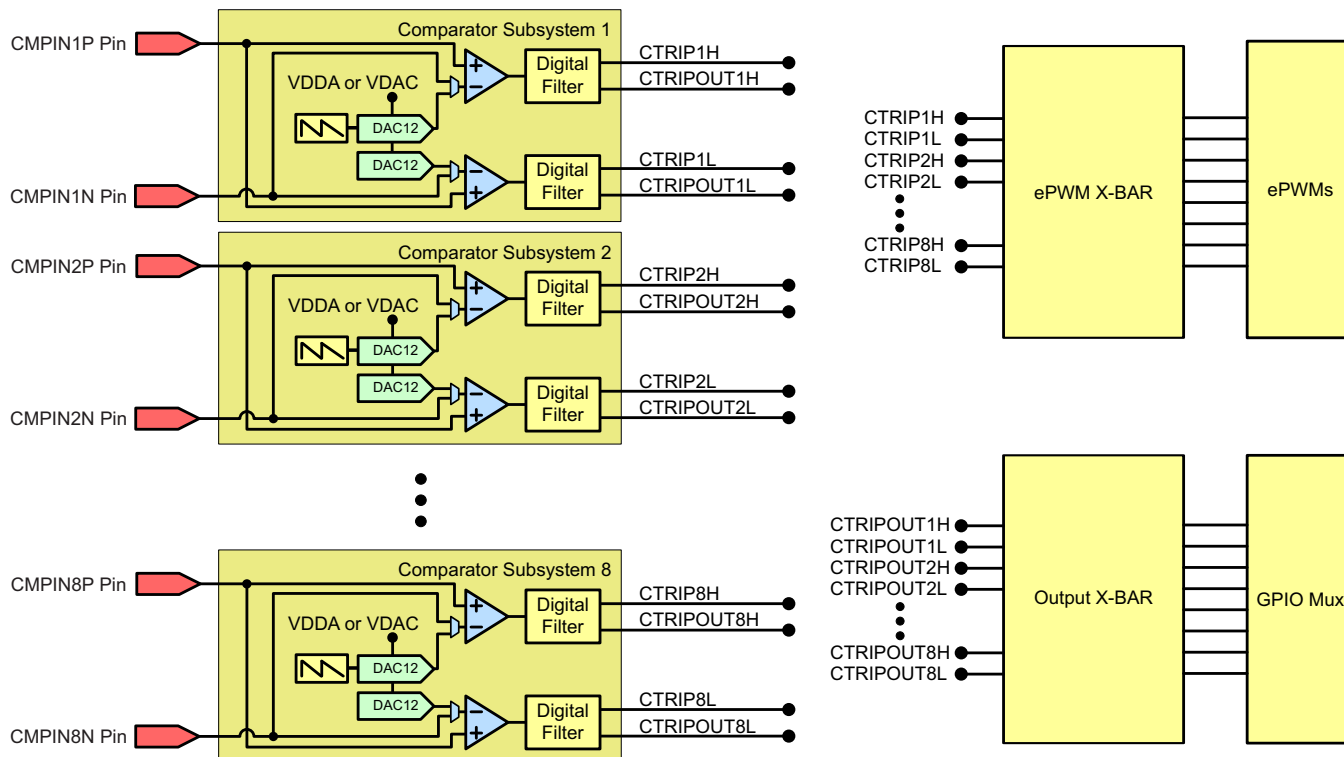 Comparator Subsystem 1
CMPIN1P Pin
VDDA or VDAC
DAC12
DAC12
+
−
−
+
Digital
Filter
Digital
Filter
CTRIP1H
CTRIPOUT1H
CTRIP1L
CTRIPOUT1L
CMPIN1N Pin
Comparator Subsystem 2
CMPIN2P Pin
VDDA or VDAC
DAC12
DAC12
+
−
−
+
Digital
Filter
Digital
Filter
CTRIP2H
CTRIPOUT2H
CTRIP2L
CTRIPOUT2L
CMPIN2N Pin
Comparator Subsystem 8
CMPIN8P Pin
VDDA or VDAC
DAC12
DAC12
+
−
−
+
Digital
Filter
Digital
Filter
CTRIP8H
CTRIPOUT8H
CTRIP8L
CTRIPOUT8L
CMPIN8N Pin
CTRIP1H
CTRIP1L
CTRIP2H
CTRIP2L
CTRIP8H
CTRIP8L
ePWM X-BAR
ePWMs
CTRIPOUT1H
CTRIPOUT1L
CTRIPOUT2H
CTRIPOUT2L
CTRIPOUT8H
CTRIPOUT8L
Output X-BAR
GPIO Mux